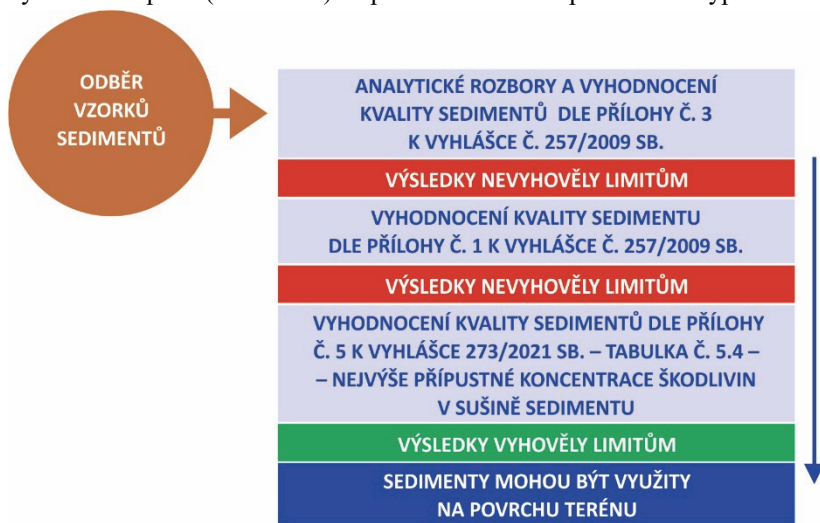 ODBĚR
VZORKŮ
SEDIMENTŮ
ANALYTICKÉ ROZBORY A VYHODNOCENÍ
KVALITY SEDIMENTŮ DLE PŘÍLOHY Č. 3
K VYHLÁŠCE Č. 257/2009 SB.
VÝSLEDKY NEVYHOVĚLY LIMITŮM
VYHODNOCENÍ KVALITY SEDIMENTU
DLE PŘÍLOHY Č. 1 K VYHLÁŠCE Č. 257/2009 SB.
VÝSLEDKY NEVYHOVĚLY LIMITŮM
VYHODNOCENÍ KVALITY SEDIMENTŮ DLE PŘÍLOHY
Č. 5 K VYHLÁŠCE 273/2021 SB. – TABULKA Č. 5.4 –
– NEJVÝŠE PŘÍPUSTNÉ KONCENTRACE ŠKODLIVIN
V SUŠINĚ SEDIMENTU
VÝSLEDKY VYHOVĚLY LIMITŮM
SEDIMENTY MOHOU BÝT VYUŽITY
NA POVRCHU TERÉNU